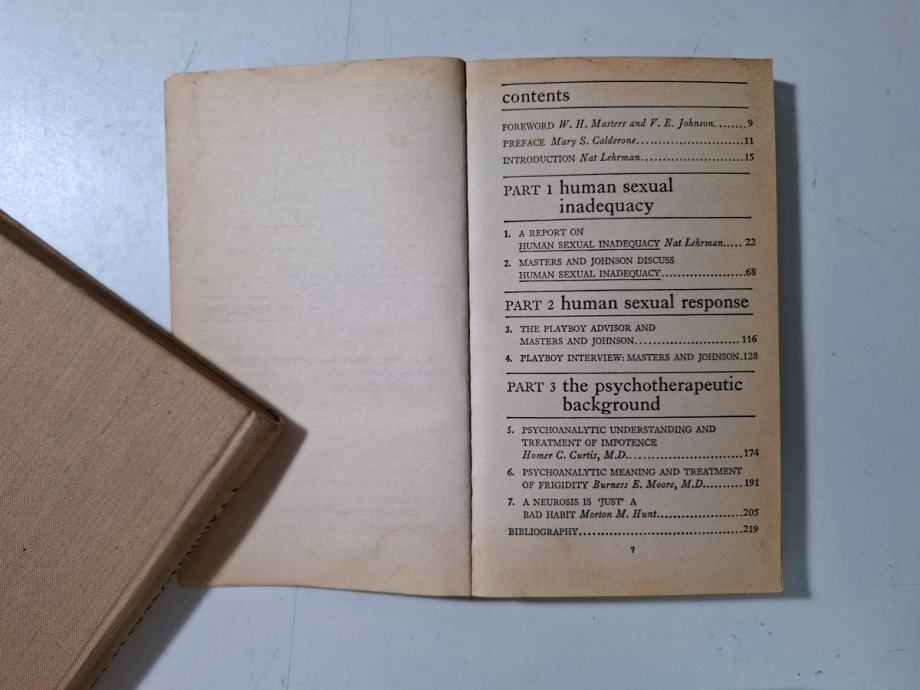 contents
FOREWORD W. H. Masters and V. E. Johnson........9
PREFACE Mary S. Calderone........................11
INTRODUCTION Nat Lehrman........................15
PART 1 human sexual
inadequacy
1. A REPORT ON
HUMAN SEXUAL INADEQUACY Nat Lehrman..... 22
2. MASTERS AND JOHNSON DISCUSS
HUMAN SEXUAL INADEQUACY...................68
PART 2 human sexual response
3. THE PLAYBOY ADVISOR AND
MASTERS AND JOHNSON........................ 116
4. PLAYBOY INTERVIEW: MASTERS AND JOHNSON.128
PART 3 the psychotherapeutic
background
5. PSYCHOANALYTIC UNDERSTANDING AND
TREATMENT OF IMPOTENCE
Homer C. Curtis, M.D..........................174
6. PSYCHOANALYTIC MEANING AND TREATMENT
OF FRIGIDITY Burness E. Moore, M.D.......... 191
7. A NEUROSIS IS 'JUST' A
BAD HABIT Morton M. Hunt....................205
BIBLIOGRAPHY......................................219
7